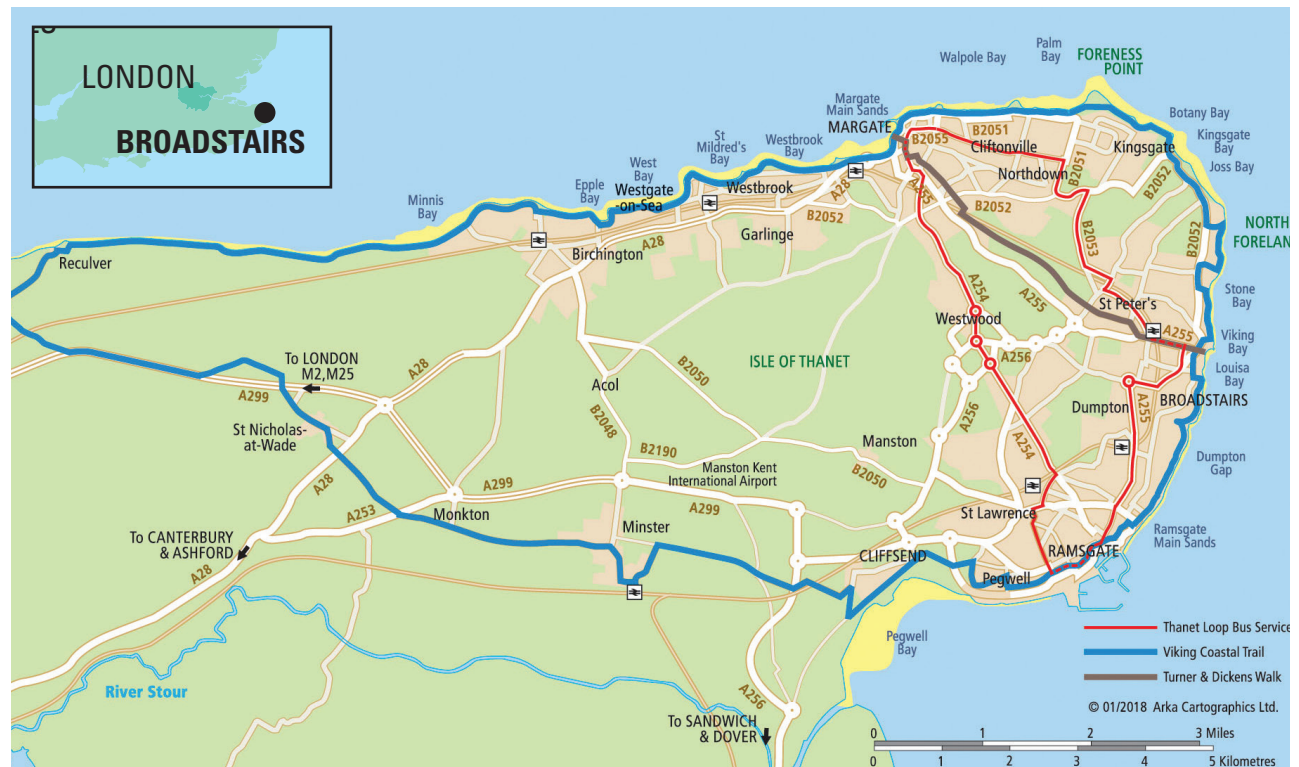 LONDON
BROADSTAIRS
Walpole Bay
Palm
Bay
FORENESS
POINT
Margate
Main Sands
MARGATE
Botany Bay
Kingsgate
Bay
Joss Bay
B2055
B2051
Cliftonville
Kingsgate
Northdown
B2051
B2052
St
Mildred's
Bay
Westbrook
Bay
West
Bay
Westgate
-on-Sea
Westbrook
Epple
Bay
Minnis
Bay
A28
A255
B2052
B2052
Garlinge
A28
Birchington
Reculver
B2053
B2052
NORTH
FORELAN
Stone
Bay
St Peter's
A255
Viking
Bay
Louisa
Bay
BROADSTAIRS
A254
A255
Westwood
A256
ISLE OF THANET
To LONDON
M2,M25
A299
A28
Acol
B2050
B2048
A256
Dumpton
A255
St Nicholas-
at-Wade
Manston
A254
Dumpton
Gap
B2190
Manston Kent
International Airport
B2050
A28
A299
A299
Monkton
A253
Minster
St Lawrence
Ramsgate
Main Sands
To CANTERBURY
& ASHFORD
A28
CLIFFSEND
RAMSGATE
Pegwell
Pegwell
Bay
River Stour
A256
To SANDWICH
& DOVER
Thanet Loop Bus Service
Viking Coastal Trail
Turner & Dickens Walk
© 01/2018 Arka Cartographics Ltd.
0 1 2 3 Miles
0 1 2 3 4 5 Kilometres